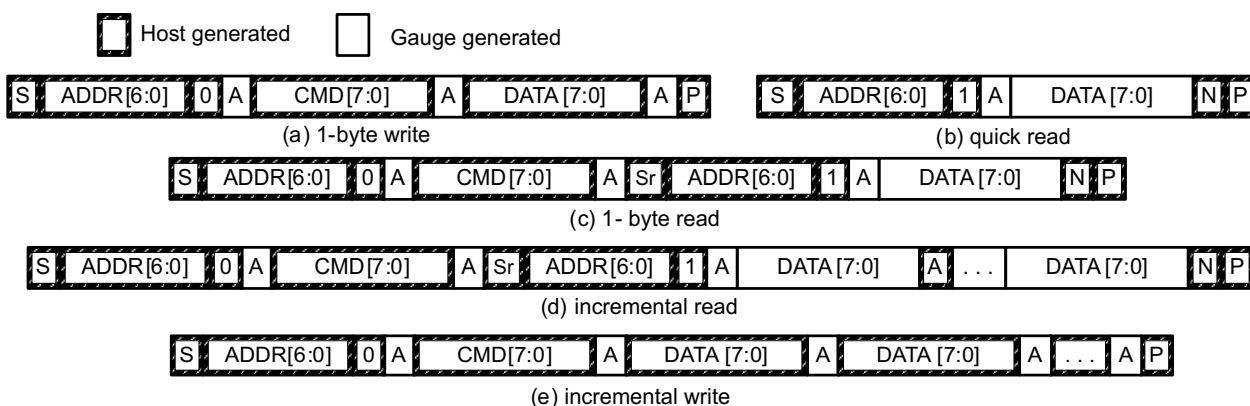 Host generated Gauge generated
S ADDR[6:0] 0 A CMD[7:0] A DATA[7:0] A P S ADDR[6:0] 1 A DATA[7:0] N P
(a) 1-byte write (b) quick read
S ADDR[6:0] 0 A CMD[7:0] A Sr ADDR[6:0] 1 A DATA[7:0] N P
(c) 1- byte read
S ADDR[6:0] 0 A CMD[7:0] A Sr ADDR[6:0] 1 A DATA[7:0] A . . . DATA[7:0] N P
(d) incremental read
S ADDR[6:0] 0 A CMD[7:0] A DATA [7:0] A DATA [7:0] A . . . A P
(e) incremental write